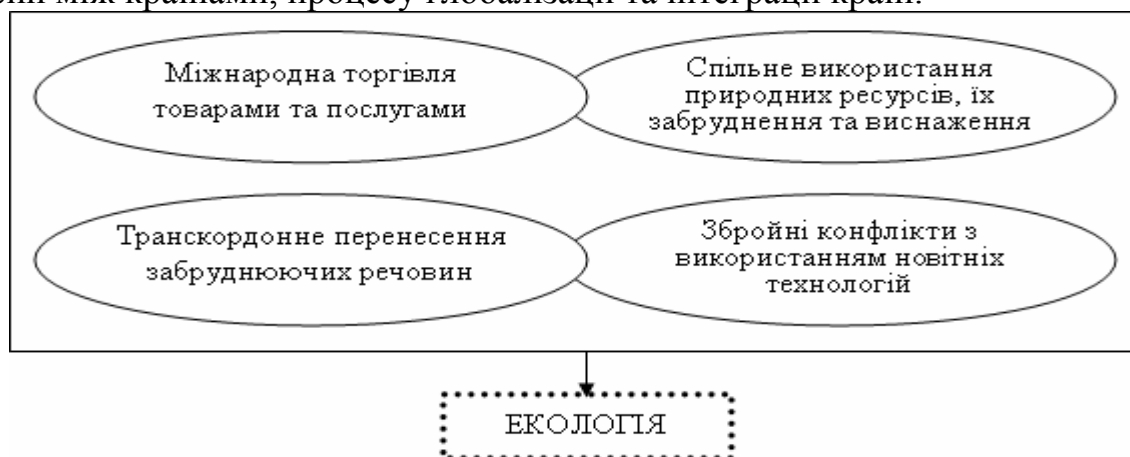 між країнами, процесу глобалізації та інтеграції країн.
Міжнародна торгівля
товарами та послугами
Спільне використання
природних ресурсів, їх
забруднення та виснаження
Транскордонне перенесення
забруднюючих речовин
Збройні конфлікти з
використанням новітніх
технологій
ЕКОЛОГІЯ